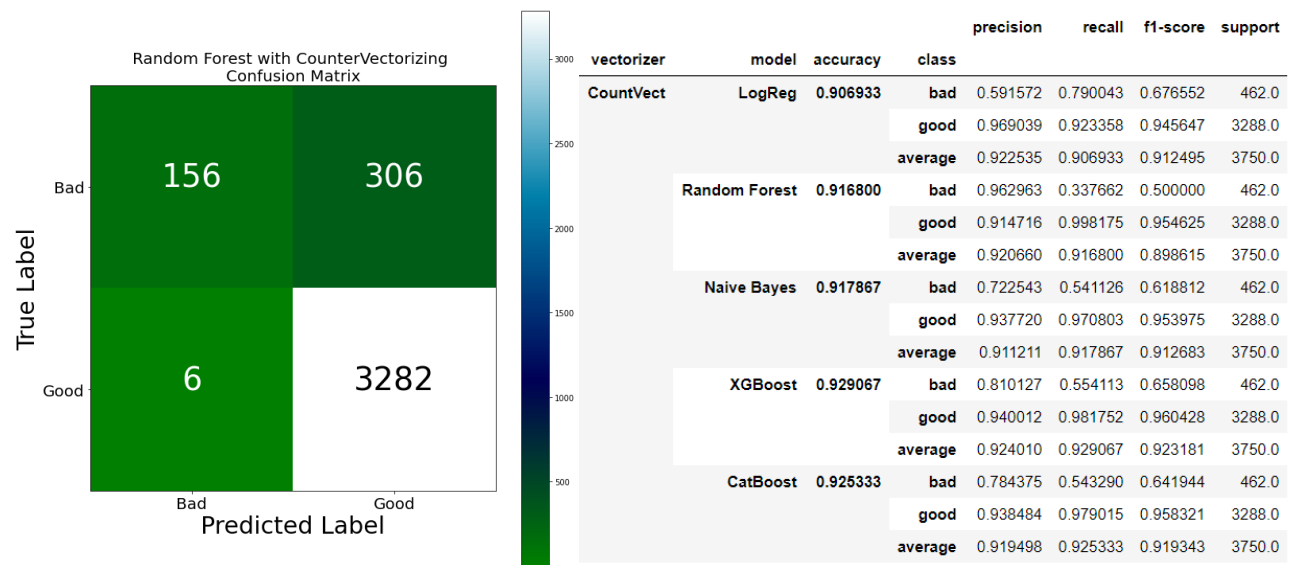 Random Forest with CounterVectorizing
Confusion Matrix
True Label
Bad
Good
156 306
6 3282
Bad Good
Predicted Label
3000
2500
2000
1500
1000
500
precision recall f1-score support
vectorizer model accuracy class
CountVect LogReg 0.906933 bad 0.591572 0.790043 0.676552 462.0
good 0.969039 0.923358 0.945647 3288.0
average 0.922535 0.906933 0.912495 3750.0
Random Forest 0.916800 bad 0.962963 0.337662 0.500000 462.0
good 0.914716 0.998175 0.954625 3288.0
average 0.920660 0.916800 0.898615 3750.0
Naive Bayes 0.917867 bad 0.722543 0.541126 0.618812 462.0
good 0.937720 0.970803 0.953975 3288.0
average 0.911211 0.917867 0.912683 3750.0
XGBoost 0.929067 bad 0.810127 0.554113 0.658098 462.0
good 0.940012 0.981752 0.960428 3288.0
average 0.924010 0.929067 0.923181 3750.0
CatBoost 0.925333 bad 0.784375 0.543290 0.641944 462.0
good 0.938484 0.979015 0.958321 3288.0
average 0.919498 0.925333 0.919343 3750.0